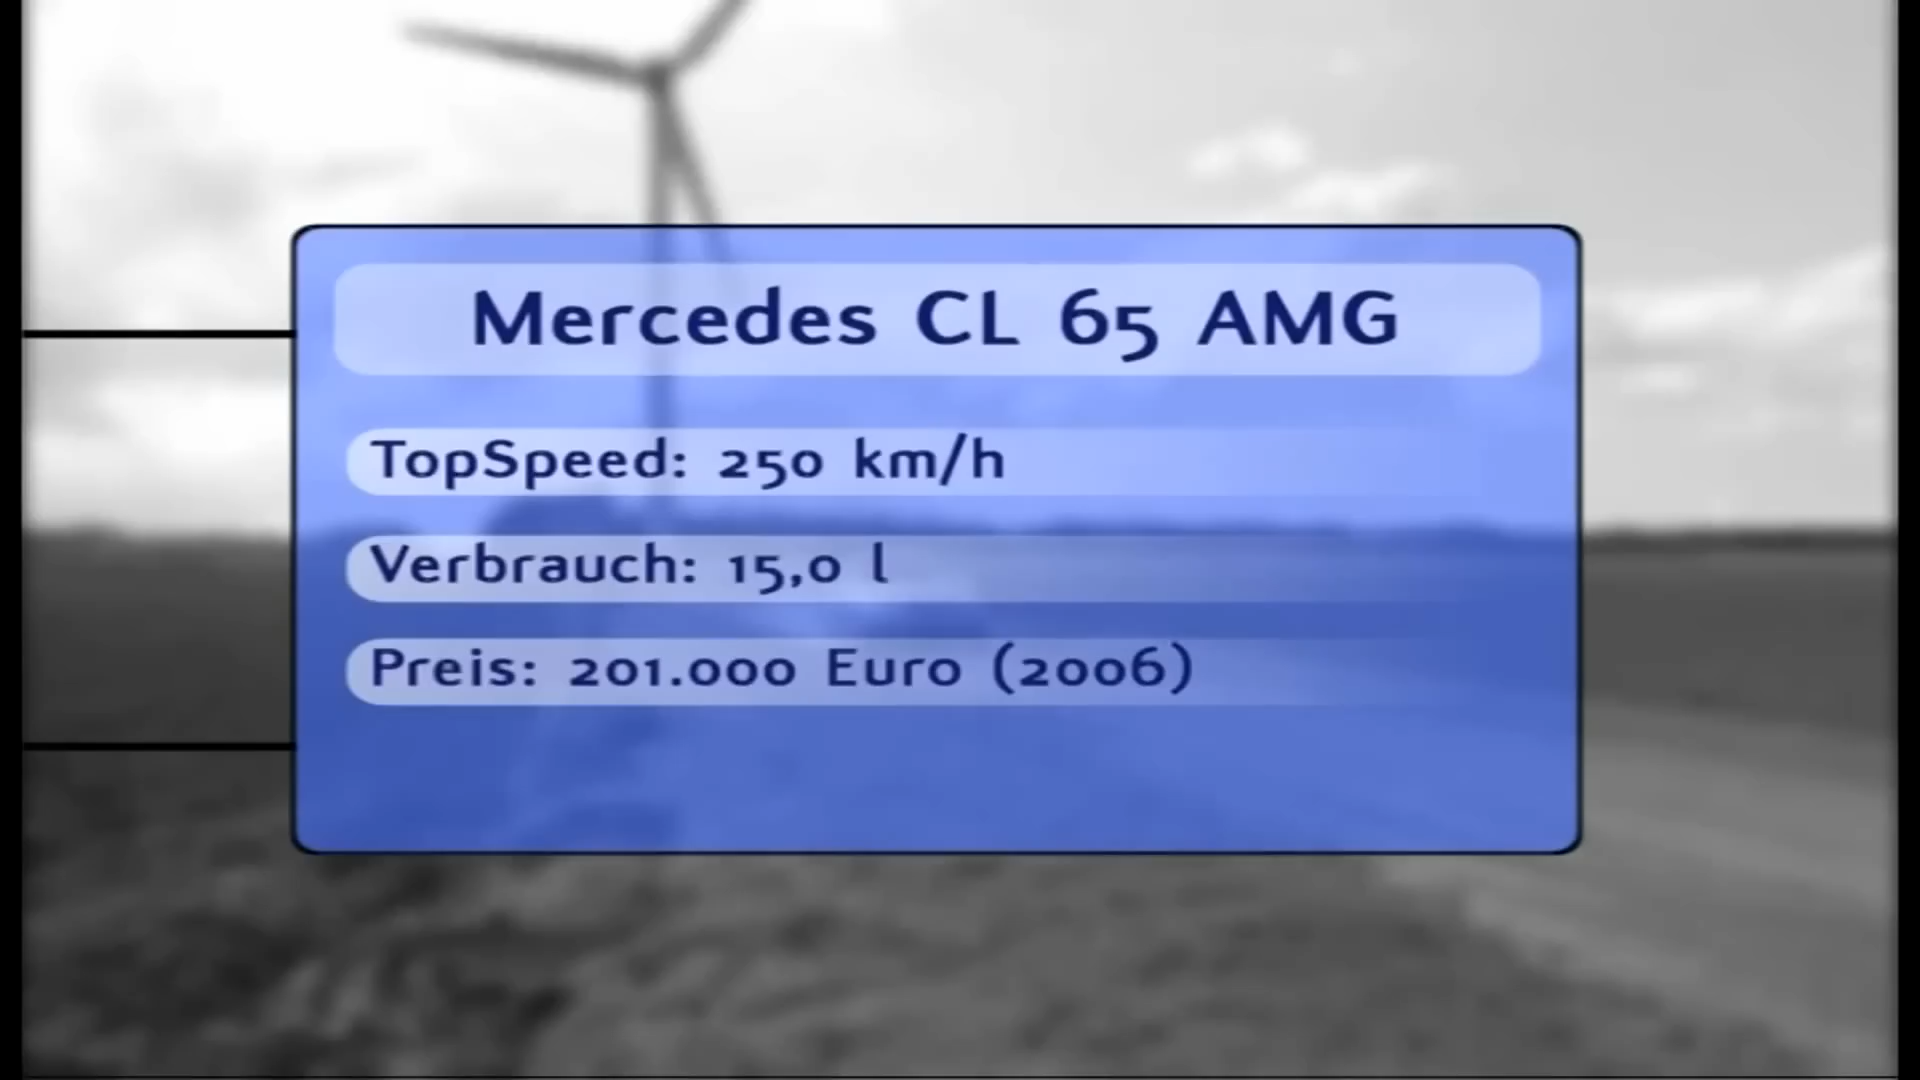 Mercedes CL 65 AMG
TopSpeed: 250 km/h
Verbrauch: 15,0 l
Preis: 201.000 Euro (2006)